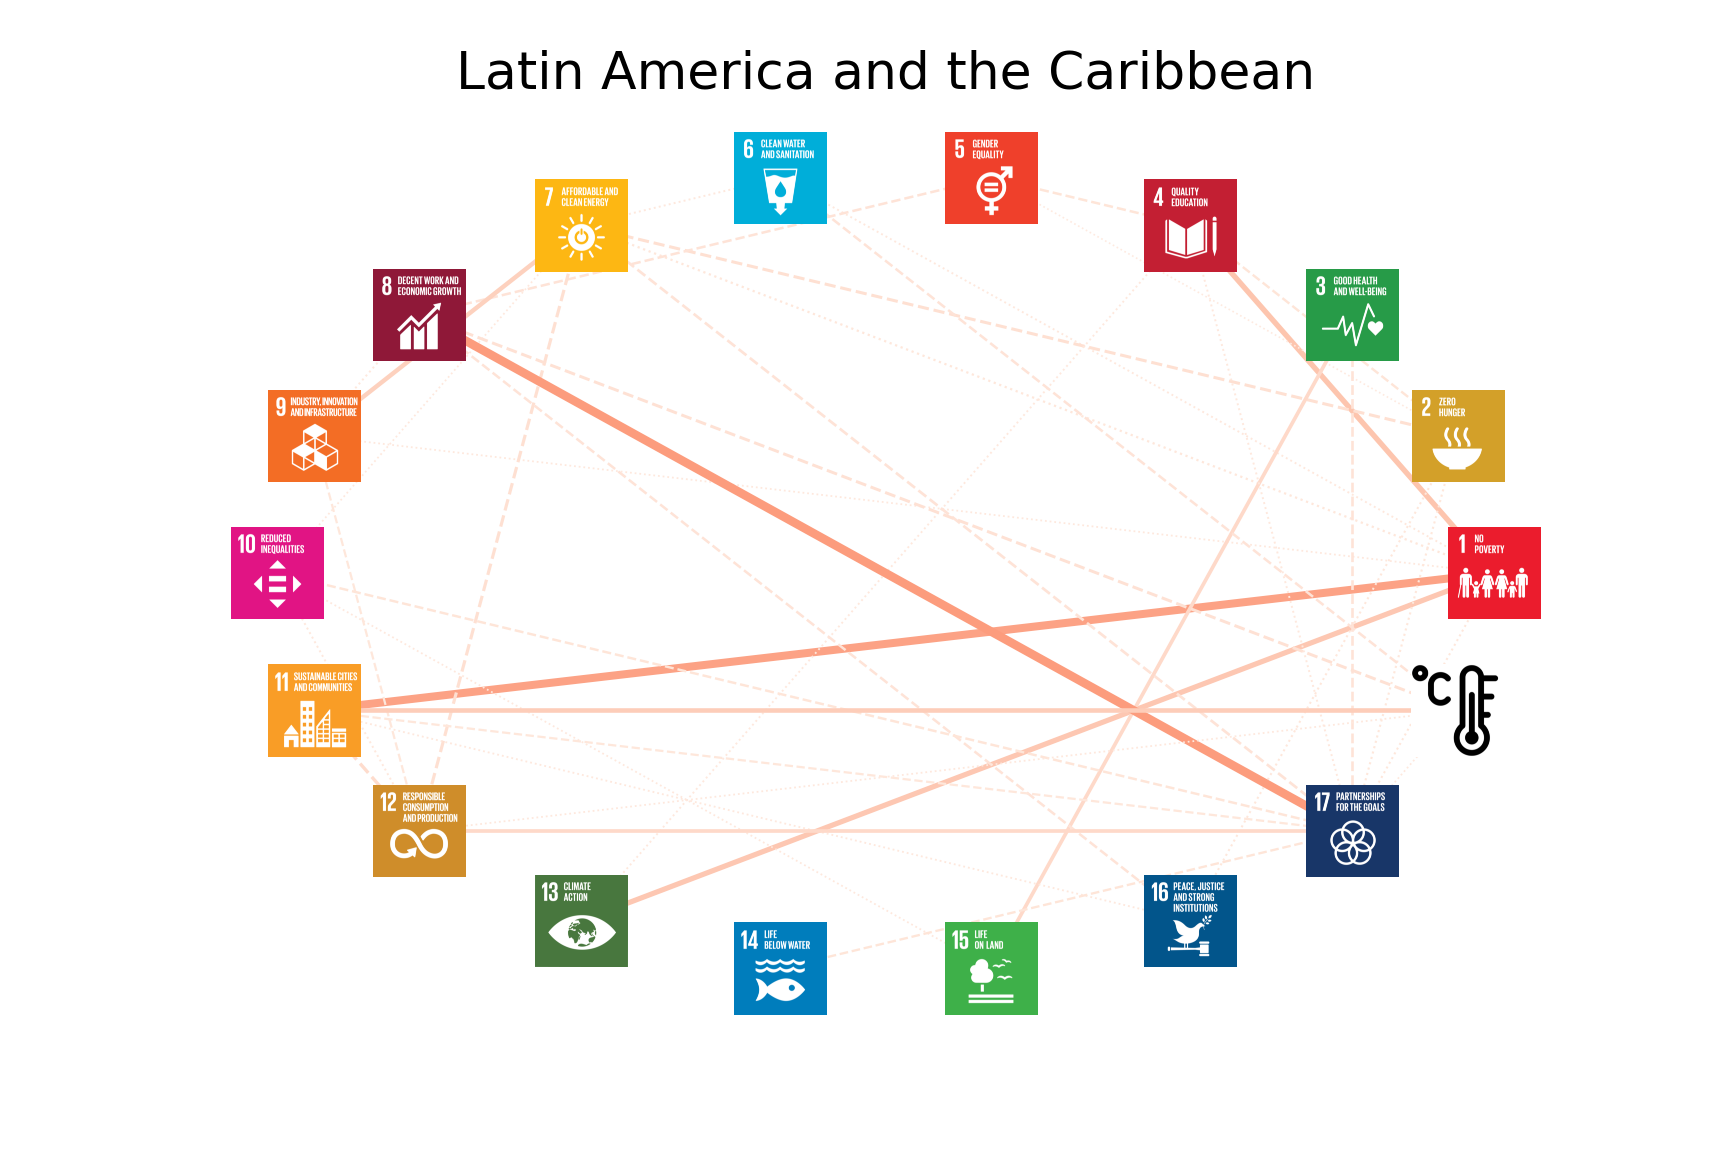 Latin America and the Caribbean
6 CLEAN WATER
AND SANITATION
5 GENDER
EQUALITY
7 AFFORDABLE AND
CLEAN ENERGY
4 QUALITY
EDUCATION
8 DECENT WORK AND
ECONOMIC GROWTH
3 GOOD HEALTH
AND WELL-BEING
9 INDUSTRY, INNOVATION
AND INFRASTRUCTURE
2 ZERO
HUNGER
10 REDUCED
INEQUALITIES
1 NO
POVERTY
11 SUSTAINABLE CITIES
AND COMMUNITIES
°C
12 RESPONSIBLE
CONSUMPTION
AND PRODUCTION
17 PARTNERSHIPS
FOR THE GOALS
13 CLIMATE
ACTION
16 PEACE, JUSTICE
AND STRONG
INSTITUTIONS
14 LIFE
BELOW WATER
15 LIFE
ON LAND